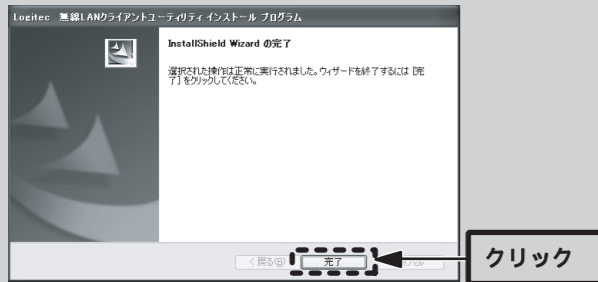 Logitec 無線LANクライアントユーティリティ インストール プログラム
InstallShield Wizard の完了
選択された操作は正常に実行されました。ウィザードを終了するには [完
了] をクリックしてください。
< 戻る(B)
完了
クリック